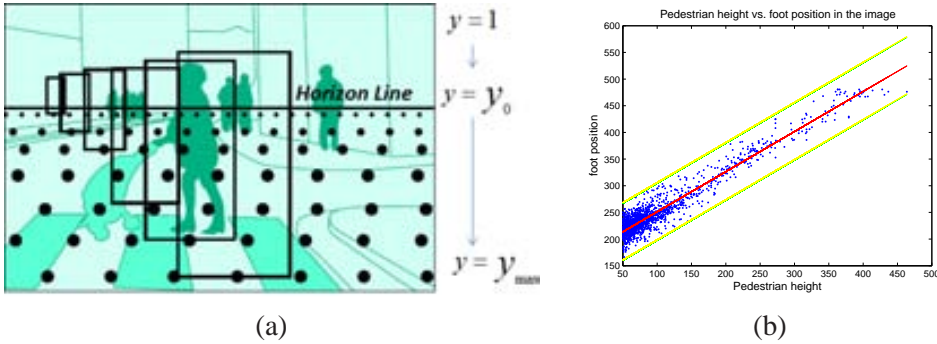 y = 1
Horizon Line
y = y₀
y = y_max
(a)
Pedestrian height vs. foot position in the image
foot position
600
550
500
450
400
350
300
250
200
150
50 100 150 200 250 300 350 400 450 500
Pedestrian height
(b)